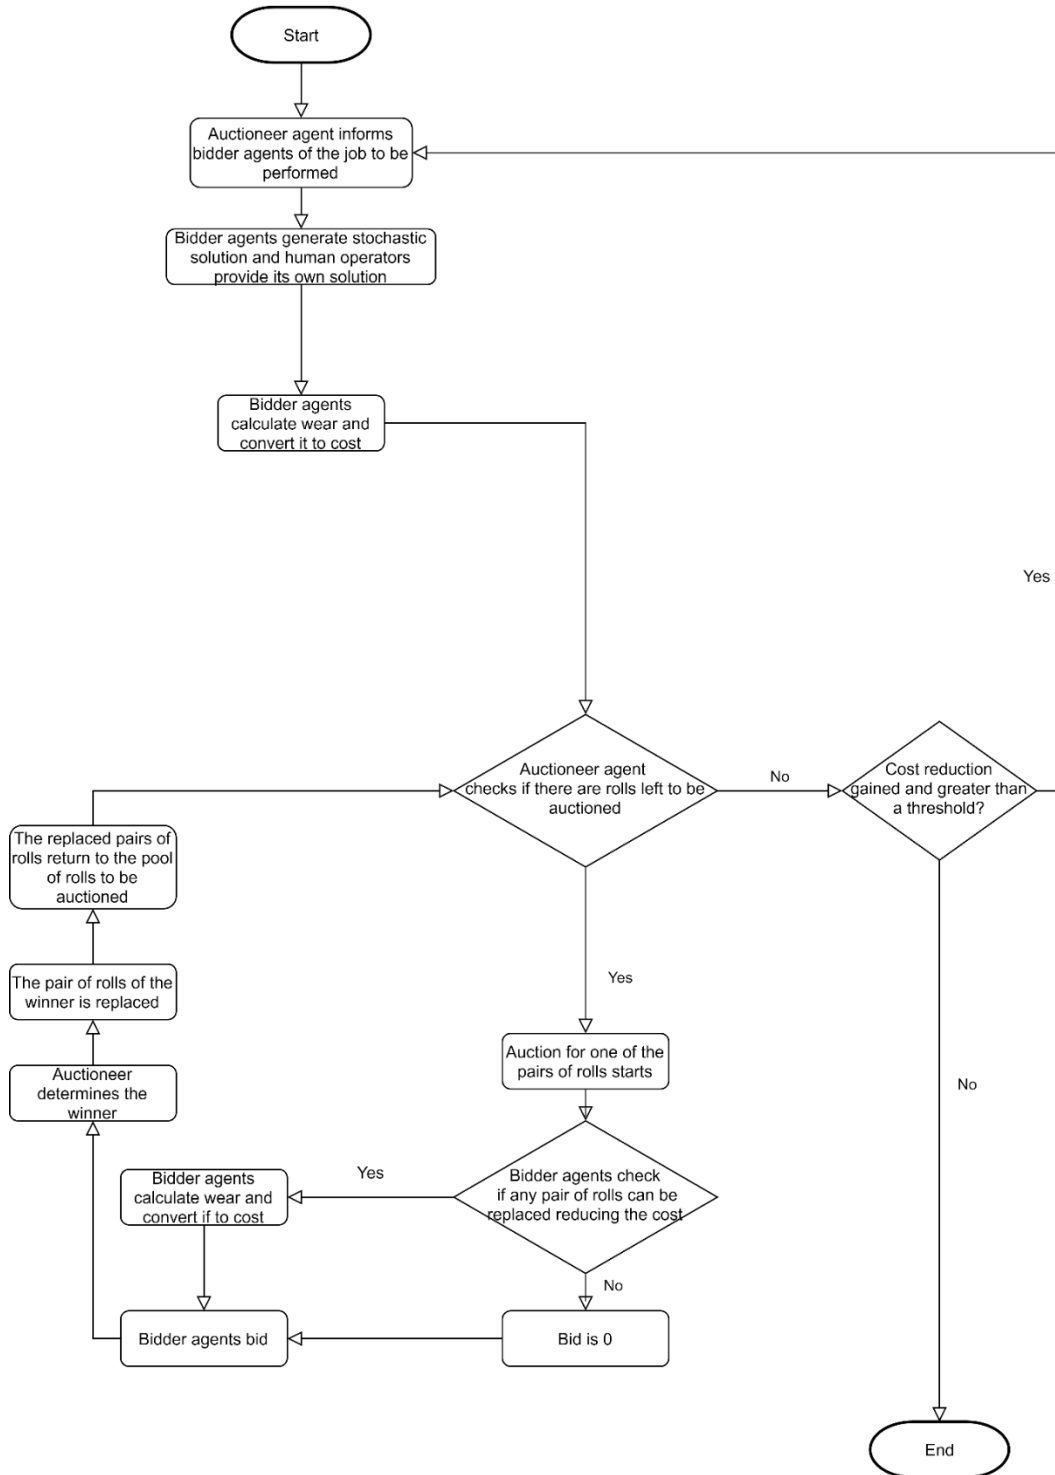 Start
Auctioneer agent informs
bidder agents of the job to be
performed
Bidder agents generate stochastic
solution and human operators
provide its own solution
Bidder agents
calculate wear and
convert it to cost
Yes
Auctioneer agent
checks if there are rolls left to be
auctioned
No
Cost reduction
gained and greater than
a threshold?
The replaced pairs of
rolls return to the pool
of rolls to be
auctioned
The pair of rolls of the
winner is replaced
Yes
Auction for one of the
pairs of rolls starts
Auctioneer
determines the
winner
No
Bidder agents check
if any pair of rolls can be
replaced reducing the cost
Yes
Bidder agents
calculate wear and
convert if to cost
No
Bidder agents bid
Bid is 0
End